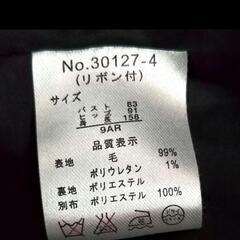 No.30127-4
(リボン付)
サイズ
バスト 83
ヒップ 91
身長 158
9AR
品質表示
表地 毛 99%
ポリウレタン 1%
裏地 ポリエステル
別布 ポリエステル 100%